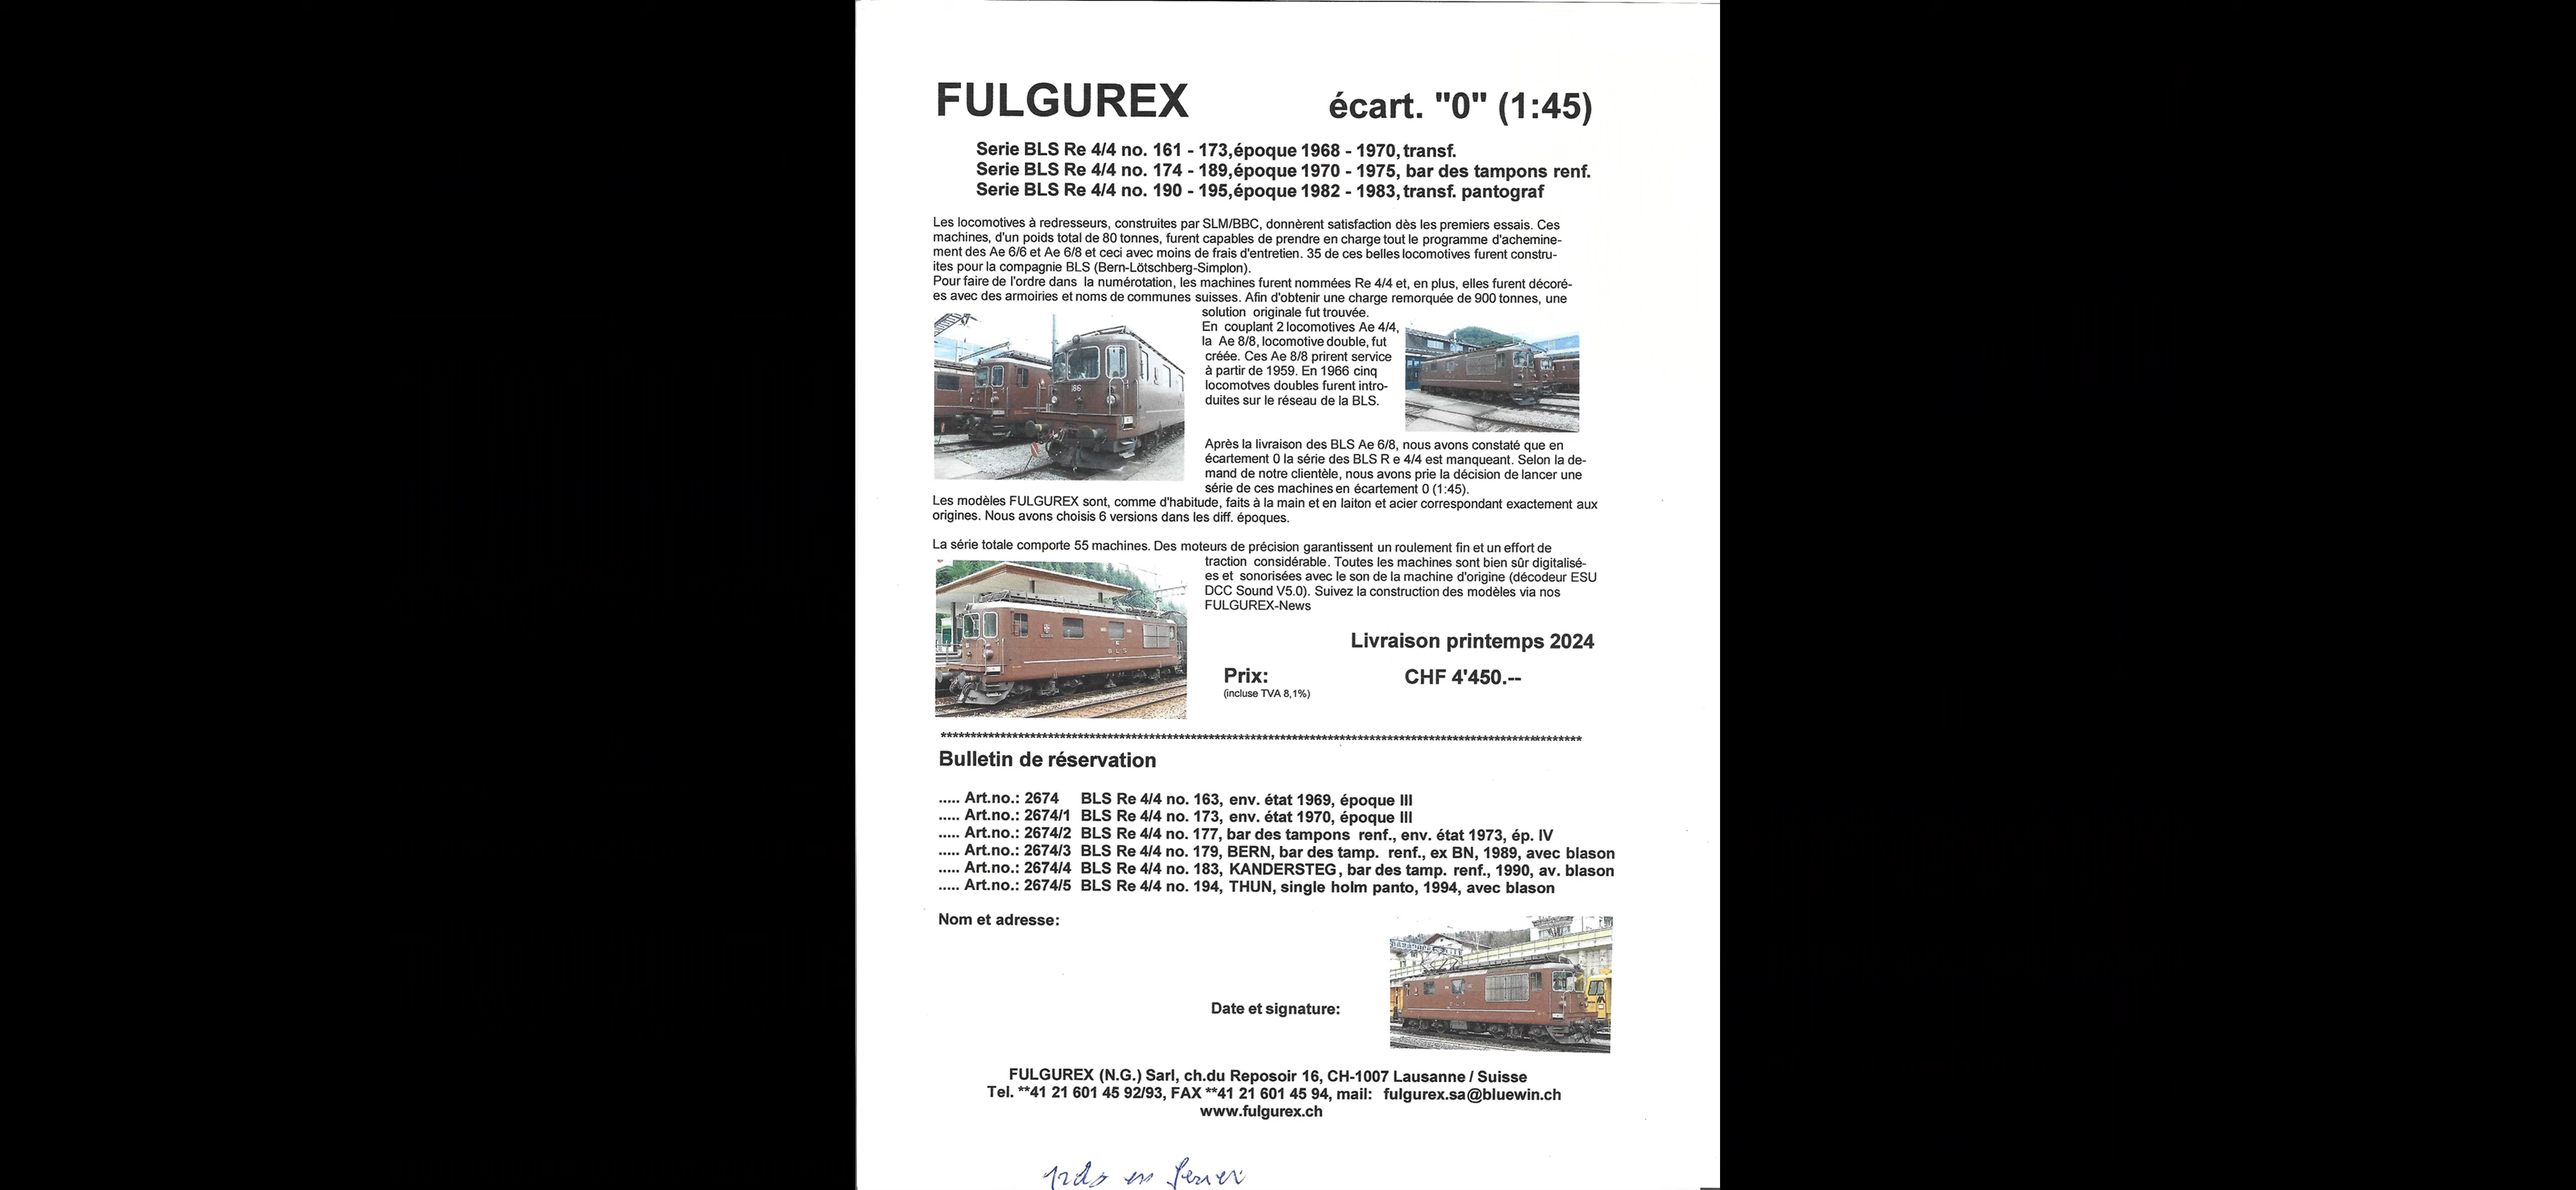 FULGUREX écart. "0" (1:45)
Serie BLS Re 4/4 no. 161 - 173,époque 1968 - 1970, transf.
Serie BLS Re 4/4 no. 174 - 189,époque 1970 - 1975, bar des tampons renf.
Serie BLS Re 4/4 no. 190 - 195,époque 1982 - 1983, transf. pantograf
Les locomotives à redresseurs, construites par SLM/BBC, donnèrent satisfaction dès les premiers essais. Ces
machines, d'un poids total de 80 tonnes, furent capables de prendre en charge tout le programme d'achemine-
ment des Ae 6/6 et Ae 6/8 et ceci avec moins de frais d'entretien. 35 de ces belles locomotives furent constru-
ites pour la compagnie BLS (Bern-Lötschberg-Simplon).
Pour faire de l'ordre dans la numérotation, les machines furent nommées Re 4/4 et, en plus, elles furent décoré-
es avec des armoiries et noms de communes suisses. Afin d'obtenir une charge remorquée de 900 tonnes, une
solution originale fut trouvée.
En couplant 2 locomotives Ae 4/4,
la Ae 8/8, locomotive double, fut
créée. Ces Ae 8/8 prirent service
à partir de 1959. En 1966 cinq
locomotves doubles furent intro-
duites sur le réseau de la BLS.
166
Après la livraison des BLS Ae 6/8, nous avons constaté que en
écartement 0 la série des BLS R e 4/4 est manqueant. Selon la de-
mand de notre clientèle, nous avons prie la décision de lancer une
série de ces machines en écartement 0 (1:45).
Les modèles FULGUREX sont, comme d'habitude, faits à la main et en laiton et acier correspondant exactement aux
origines. Nous avons choisis 6 versions dans les diff. époques.
La série totale comporte 55 machines. Des moteurs de précision garantissent un roulement fin et un effort de
traction considérable. Toutes les machines sont bien sûr digitalisé-
es et sonorisées avec le son de la machine d'origine (décodeur ESU
DCC Sound V5.0). Suivez la construction des modèles via nos
FULGUREX-News
BLS
Livraison printemps 2024
Prix: CHF 4'450.--
(incluse TVA 8,1%)
Bulletin de réservation
..... Art.no.: 2674 BLS Re 4/4 no. 163, env. état 1969, époque III
..... Art.no.: 2674/1 BLS Re 4/4 no. 173, env. état 1970, époque III
..... Art.no.: 2674/2 BLS Re 4/4 no. 177, bar des tampons renf., env. état 1973, ép. IV
..... Art.no.: 2674/3 BLS Re 4/4 no. 179, BERN, bar des tamp. renf., ex BN, 1989, avec blason
..... Art.no.: 2674/4 BLS Re 4/4 no. 183, KANDERSTEG, bar des tamp. renf., 1990, av. blason
..... Art.no.: 2674/5 BLS Re 4/4 no. 194, THUN, single holm panto, 1994, avec blason
Nom et adresse:
Date et signature:
FULGUREX (N.G.) Sarl, ch.du Reposoir 16, CH-1007 Lausanne / Suisse
Tel. **41 21 601 45 92/93, FAX **41 21 601 45 94, mail: fulgurex.sa@bluewin.ch
www.fulgurex.ch
en